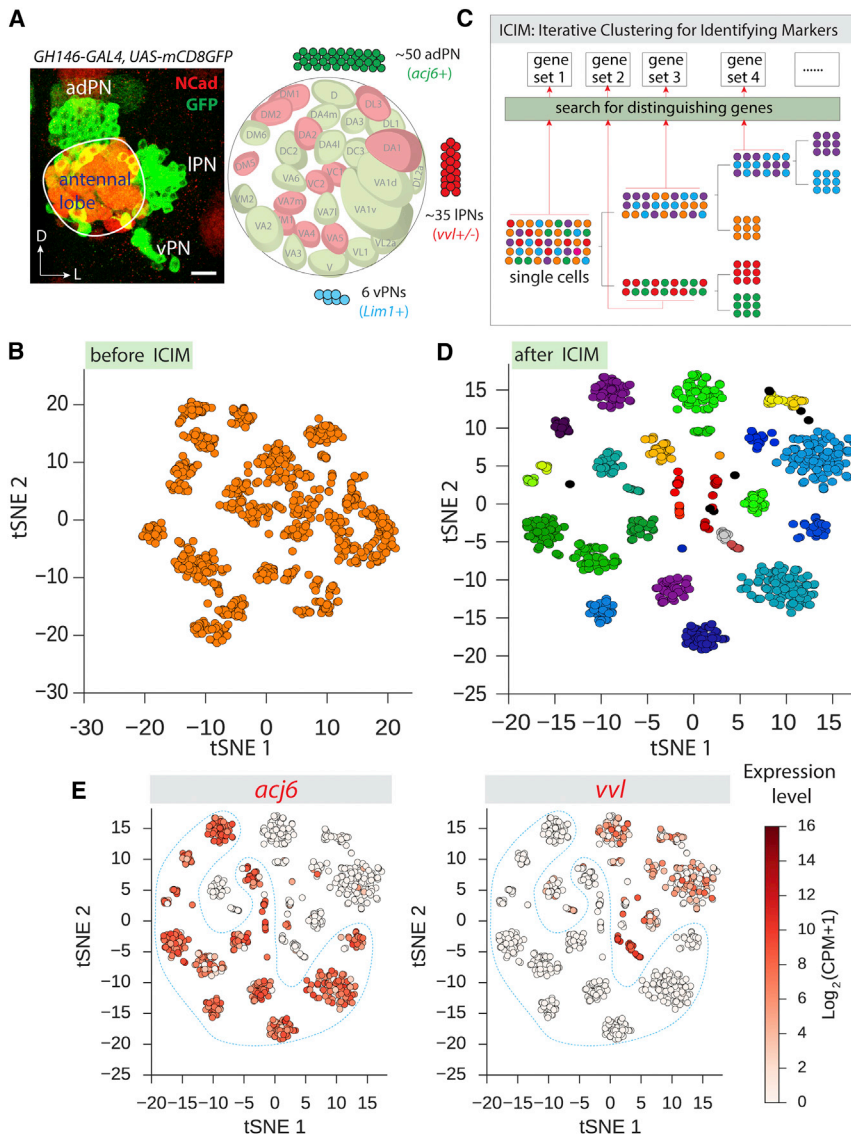 A
GH146-GAL4, UAS-mCD8GFP
adPN
NCad
GFP
lPN
antennal
lobe
vPN
D
L
~50 adPN
(acj6+)
DM1
D
DL3
DM2
DA4m
DL1
DA2
DA3
DM6
DA4l
DC2
DC3
DA1
DM5
VC1
VA6
VC2
VA1d
DL2a
VM2
VA7m
VA7l
VA1v
VA2
VM1
VA4
VA5
VL2a
VA3
VL1
V
~35 lPNs
(vvl+/-)
6 vPNs
(Lim1+)
C
ICIM: Iterative Clustering for Identifying Markers
gene
set 1
gene
set 2
gene
set 3
gene
set 4
......
search for distinguishing genes
single cells
B
before ICIM
20
10
0
−10
−20
−30
tSNE 2
-30
−20
−10
0
10
20
tSNE 1
D
after ICIM
15
10
5
0
−5
−10
−15
−20
−25
tSNE 2
−20
−15
−10
−5
0
5
10
15
tSNE 1
E
acj6
15
10
5
0
−5
−10
−15
−20
−25
tSNE 2
−20
−15
−10
−5
0
5
10
15
tSNE 1
vvl
15
10
5
0
−5
−10
−15
−20
−25
tSNE 2
−20
−15
−10
−5
0
5
10
15
tSNE 1
Expression
level
16
14
12
10
8
6
4
2
0
Log2(CPM+1)